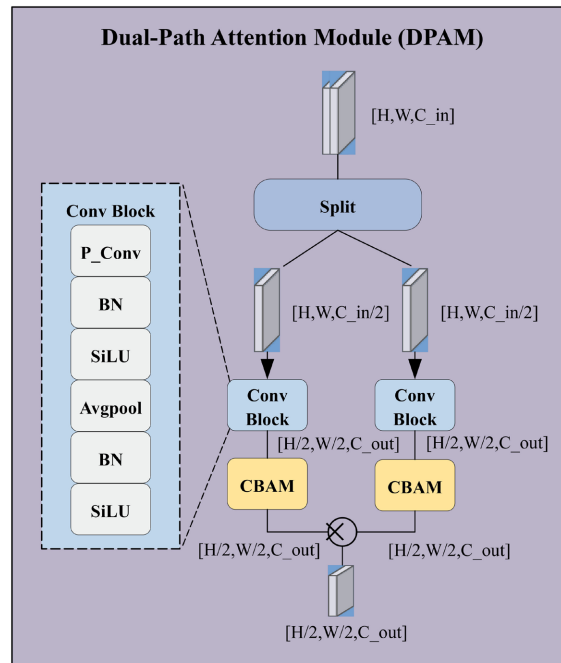 Dual-Path Attention Module (DPAM)
[H,W,C_in]
Split
[H,W,C_in/2]
[H,W,C_in/2]
Conv Block
P_Conv
BN
SiLU
Avgpool
BN
SiLU
Conv
Block
Conv
Block
[H/2,W/2,C_out]
[H/2,W/2,C_out]
CBAM
CBAM
[H/2,W/2,C_out]
[H/2,W/2,C_out]
[H/2,W/2,C_out]